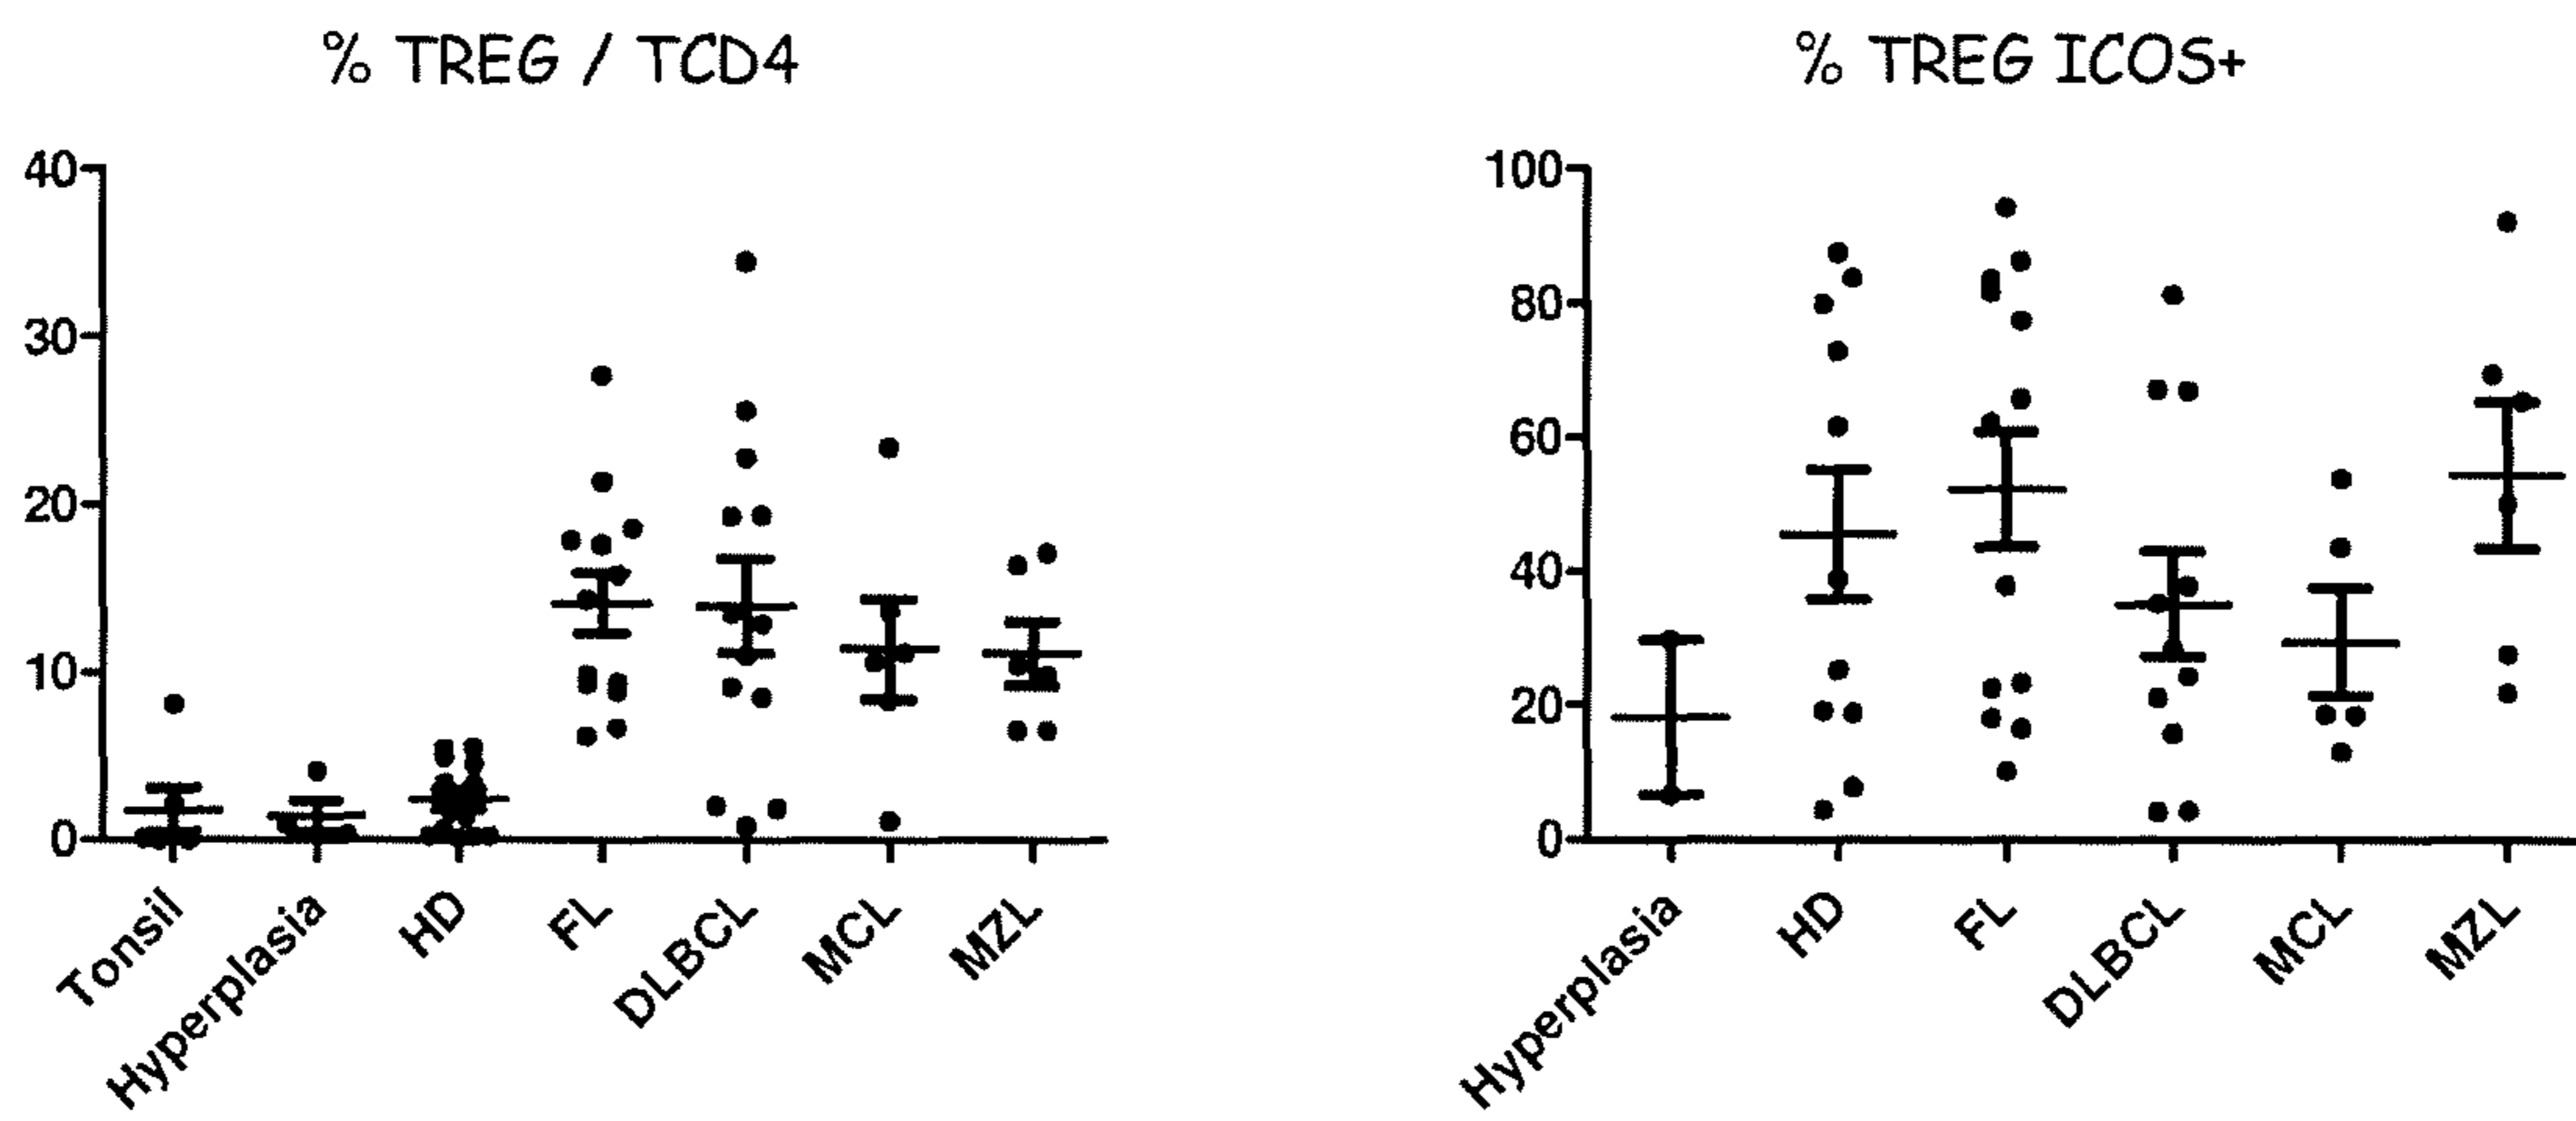 % TREG / TCD4
40
30
20
10
0
Tonsil
Hyperplasia
HD
FL
DLBCL
MCL
MZL
% TREG ICOS+
100
80
60
40
20
0
Hyperplasia
HD
FL
DLBCL
MCL
MZL